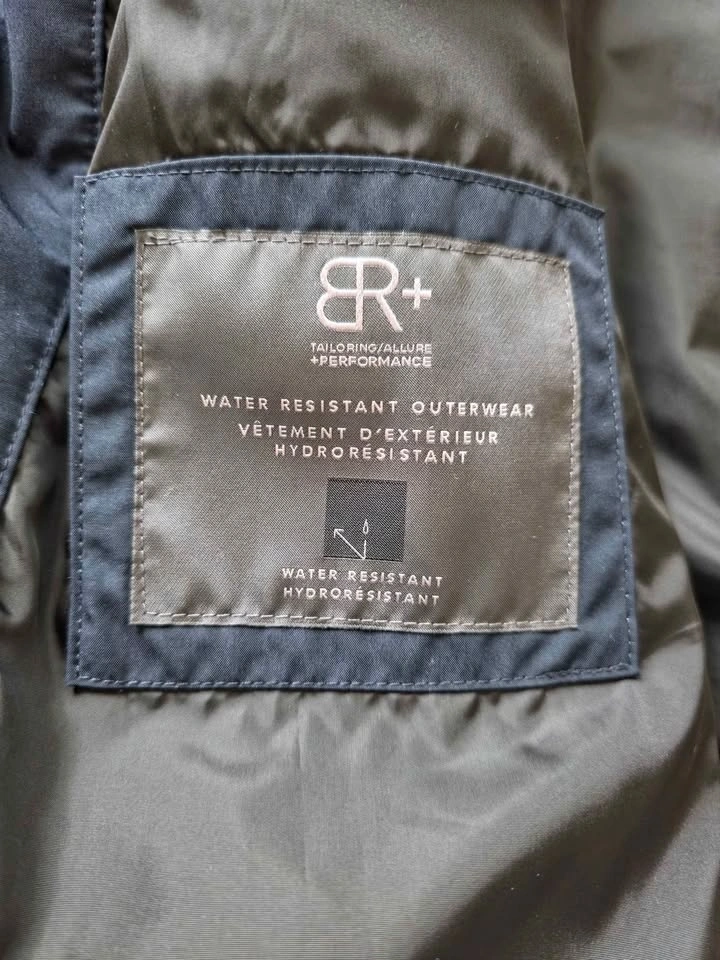 BR+
TAILORING/ALLURE
+PERFORMANCE
WATER RESISTANT OUTERWEAR
VÊTEMENT D'EXTÉRIEUR
HYDRORÉSISTANT
WATER RESISTANT
HYDRORÉSISTANT